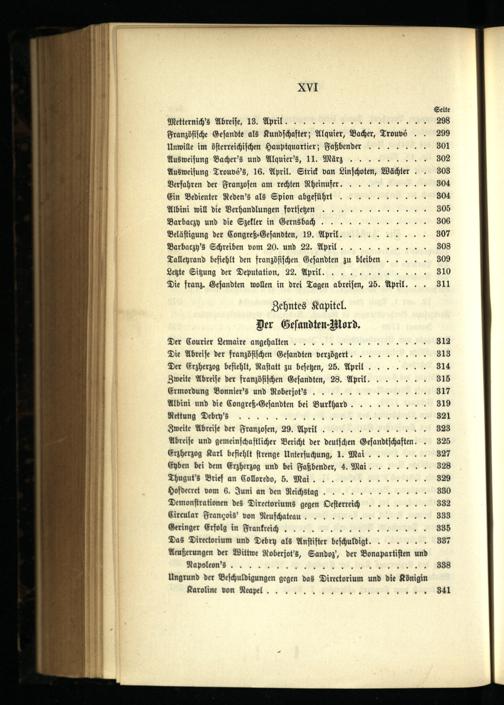 XVI
Seite
Metternich's Abreise, 13. April . . . . . . . . . . . . . . . . 298
Französische Gesandte als Kundschafter; Alquier, Bacher, Trouvé . . 299
Unwille im österreichischen Hauptquartier; Faßbender . . . . . . . 301
Ausweisung Bacher's und Alquier's, 11. März . . . . . . . . . . 302
Ausweisung Trouvé's, 16. April. Strick van Linschoten, Wächter . . 303
Verfahren der Franzosen am rechten Rheinufer . . . . . . . . . . 304
Ein Bedienter Reden's als Spion abgeführt . . . . . . . . . . . 304
Albini will die Verhandlungen fortsetzen . . . . . . . . . . . . 305
Barbaczy und die Szekler in Gernsbach . . . . . . . . . . . . . 306
Belästigung der Congreß-Gesandten, 19. April . . . . . . . . . . 307
Barbaczy's Schreiben vom 20. und 22. April . . . . . . . . . . 308
Talleyrand befiehlt den französischen Gesandten zu bleiben . . . . . 309
Letzte Sitzung der Deputation, 22. April . . . . . . . . . . . . 310
Die franz. Gesandten wollen in drei Tagen abreisen, 25. April . . . 311
Zehntes Kapitel.
Der Gesandten-Mord.
Der Courier Lemaire angehalten . . . . . . . . . . . . . . . 312
Die Abreise der französischen Gesandten verzögert . . . . . . . . . 313
Der Erzherzog befiehlt, Rastatt zu besetzen, 25. April . . . . . . . 314
Zweite Abreise der französischen Gesandten, 28. April . . . . . . . 315
Ermordung Bonnier's und Roberjot's . . . . . . . . . . . . . 317
Albini und die Congreß-Gesandten bei Burkhard . . . . . . . . . 319
Rettung Debry's . . . . . . . . . . . . . . . . . . . . . 321
Zweite Abreise der Franzosen, 29. April . . . . . . . . . . . . 323
Abreise und gemeinschaftlicher Bericht der deutschen Gesandtschaften . . 325
Erzherzog Karl befiehlt strenge Untersuchung, 1. Mai . . . . . . . 327
Eyben bei dem Erzherzog und bei Faßbender, 4. Mai . . . . . . . 328
Thugut's Brief an Colloredo, 5. Mai . . . . . . . . . . . . . 329
Hofdecret vom 6. Juni an den Reichstag . . . . . . . . . . . . 330
Demonstrationen des Directoriums gegen Oesterreich . . . . . . . . 332
Circular François' von Neufchateau . . . . . . . . . . . . . . 333
Geringer Erfolg in Frankreich . . . . . . . . . . . . . . . . 335
Das Directorium und Debry als Anstifter beschuldigt . . . . . . . . 337
Aeußerungen der Wittwe Roberjot's, Sandoz', der Bonapartisten und
Napoleon's . . . . . . . . . . . . . . . . . . . . . . 338
Ungrund der Beschuldigungen gegen das Directorium und die Königin
Karoline von Neapel . . . . . . . . . . . . . . . . . . 341